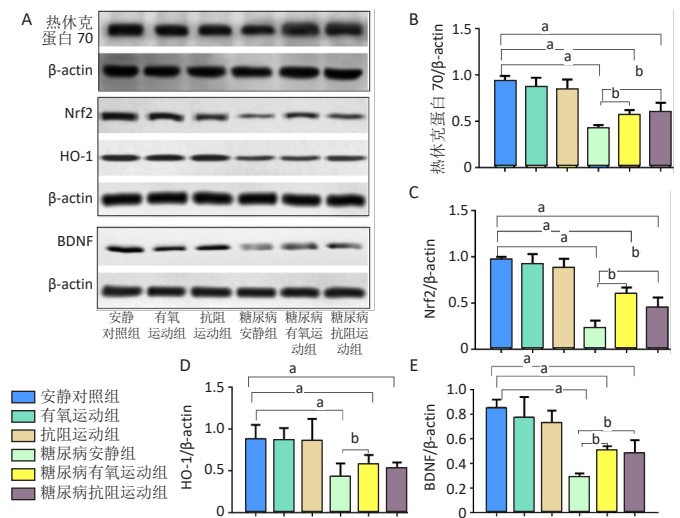 A
热休克
蛋白 70
β-actin
Nrf2
HO-1
β-actin
BDNF
β-actin
安静
对照组
有氧
运动组
抗阻
运动组
糖尿病
安静组
糖尿病
有氧运
动组
糖尿病
抗阻运
动组
B
热休克蛋白 70/β-actin
1.5
1.0
0.5
0
a
a
a
b
b
C
Nrf2/β-actin
1.5
1.0
0.5
0
a
a
a
b
b
D
HO-1/β-actin
1.5
1.0
0.5
0
a
a
a
b
E
BDNF/β-actin
1.0
0.8
0.6
0.4
0.2
0
a
a
a
b
b
安静对照组
有氧运动组
抗阻运动组
糖尿病安静组
糖尿病有氧运动组
糖尿病抗阻运动组